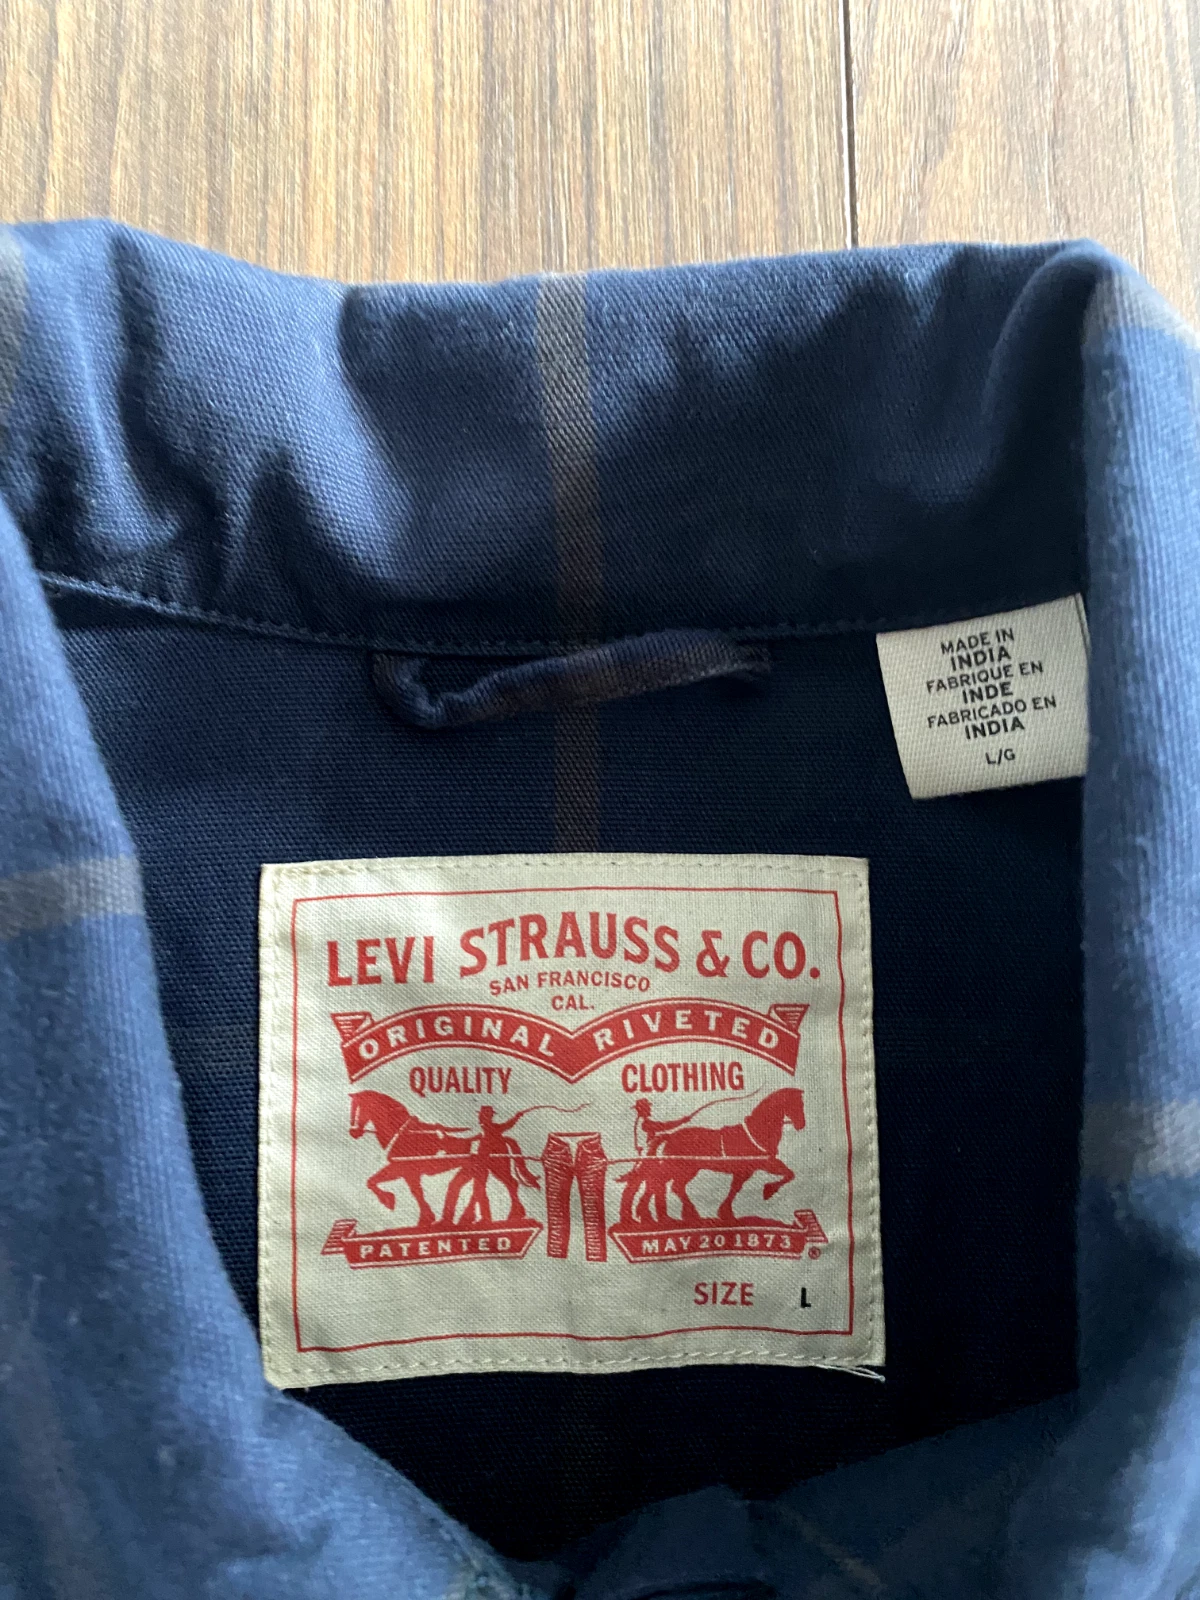 MADE IN
INDIA
FABRIQUE EN
INDE
FABRICADO EN
INDIA
L/G
LEVI STRAUSS & CO.
SAN FRANCISCO
CAL.
ORIGINAL RIVETED
QUALITY CLOTHING
PATENTED MAY 20 1873 ®
SIZE L